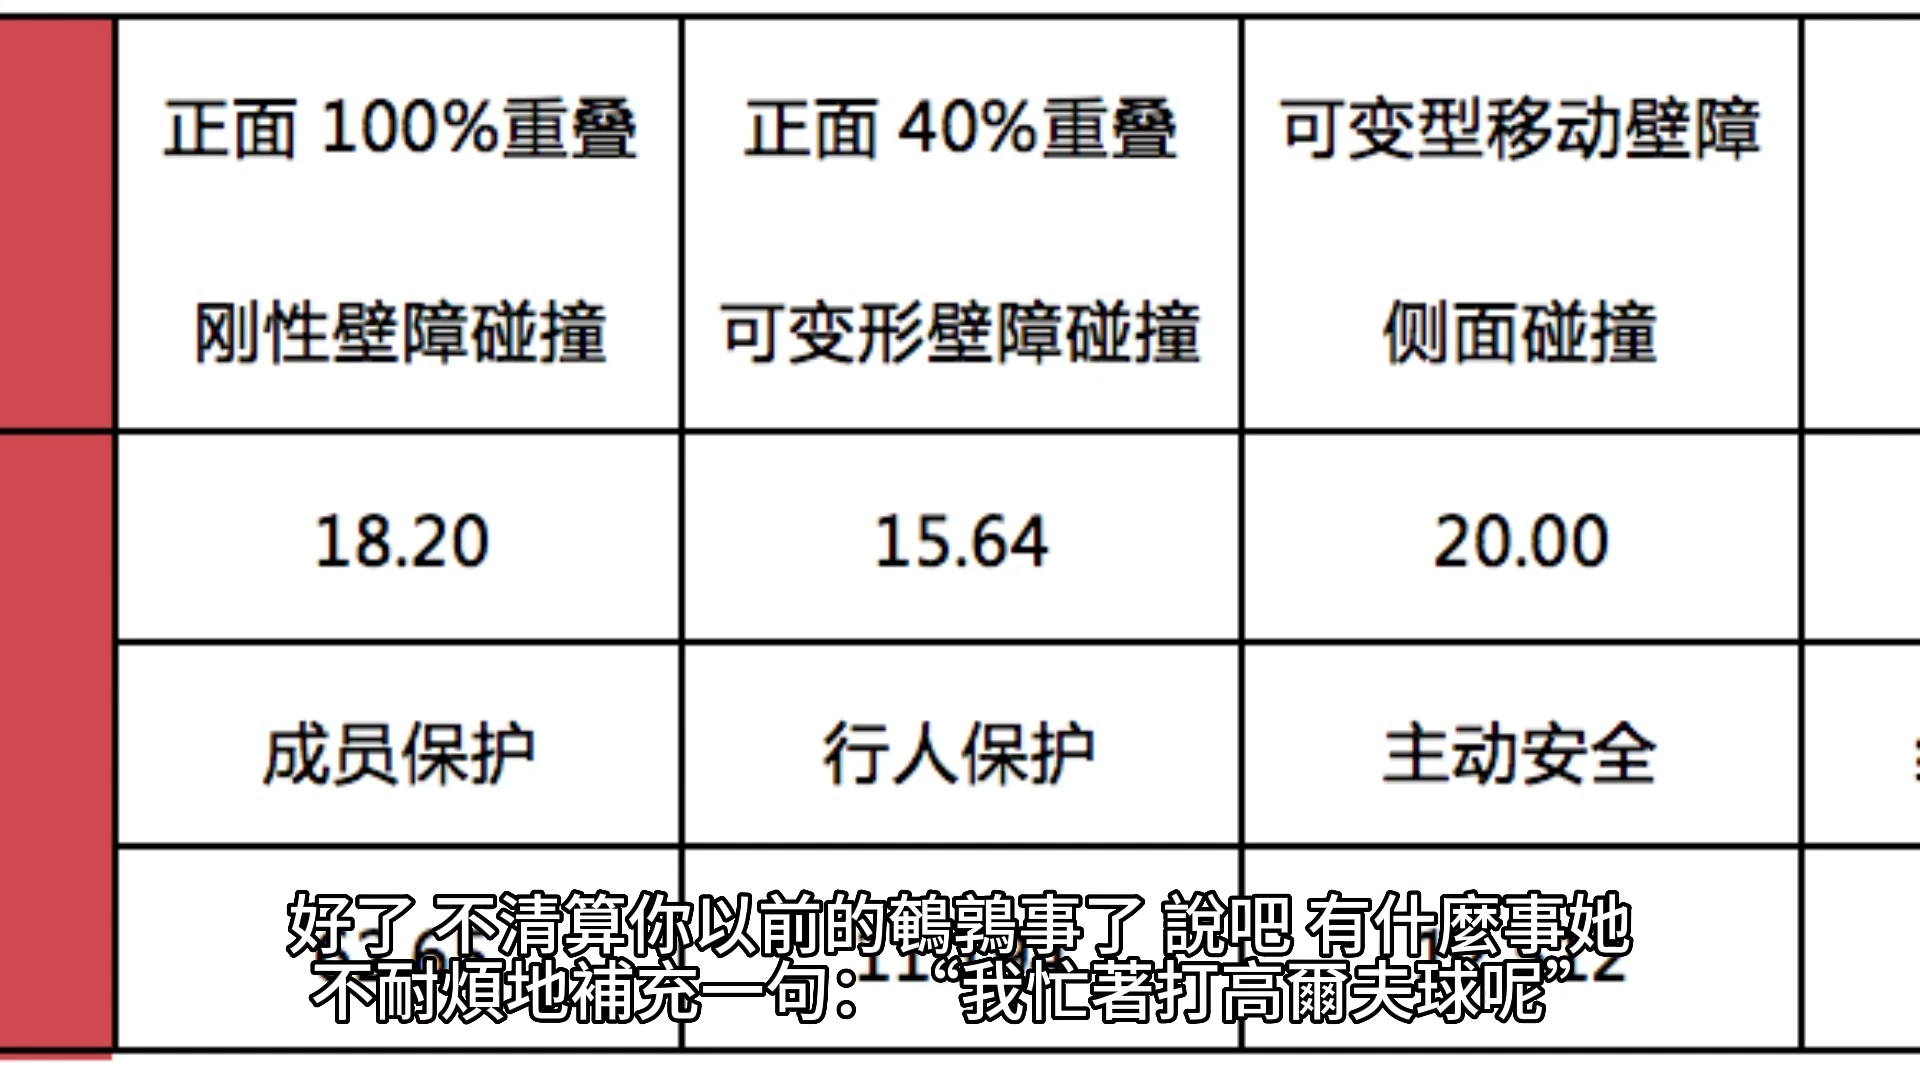 正面 100%重叠
刚性壁障碰撞
正面 40%重叠
可变形壁障碰撞
可变型移动壁障
侧面碰撞
18.20
15.64
20.00
成员保护
行人保护
主动安全
好了 不清算你以前的鵪鶉事了 說吧 有什麼事她
不耐煩地補充一句：“我忙著打高爾夫球呢”